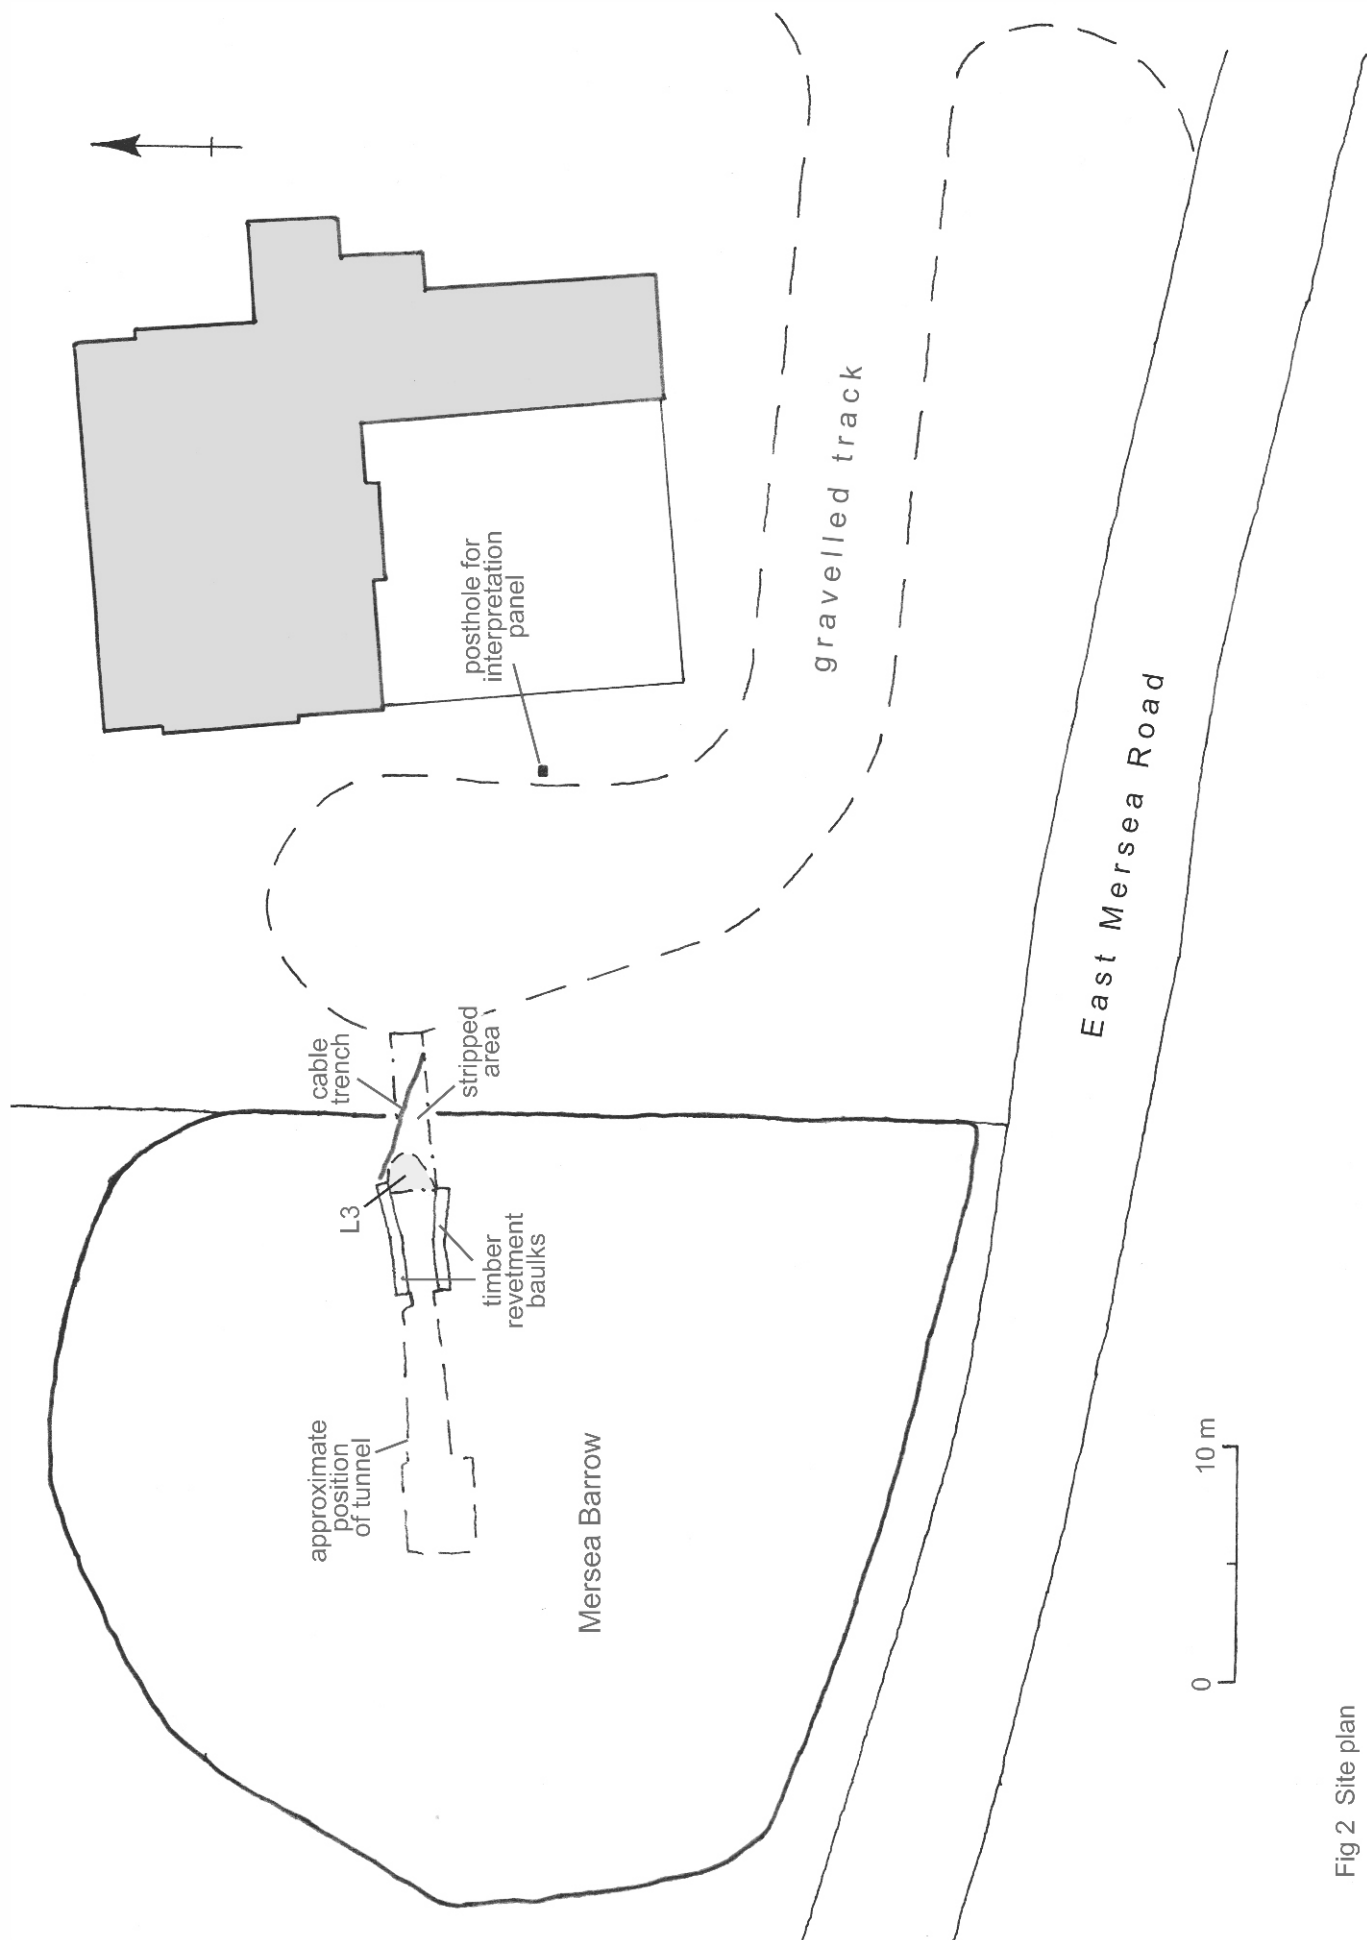 approximate
position
of tunnel
Mersea Barrow
L3
timber
revetment
baulks
cable
trench
stripped
area
posthole for
interpretation
panel
gravelled track
East Mersea Road
0
10 m
Fig 2 Site plan